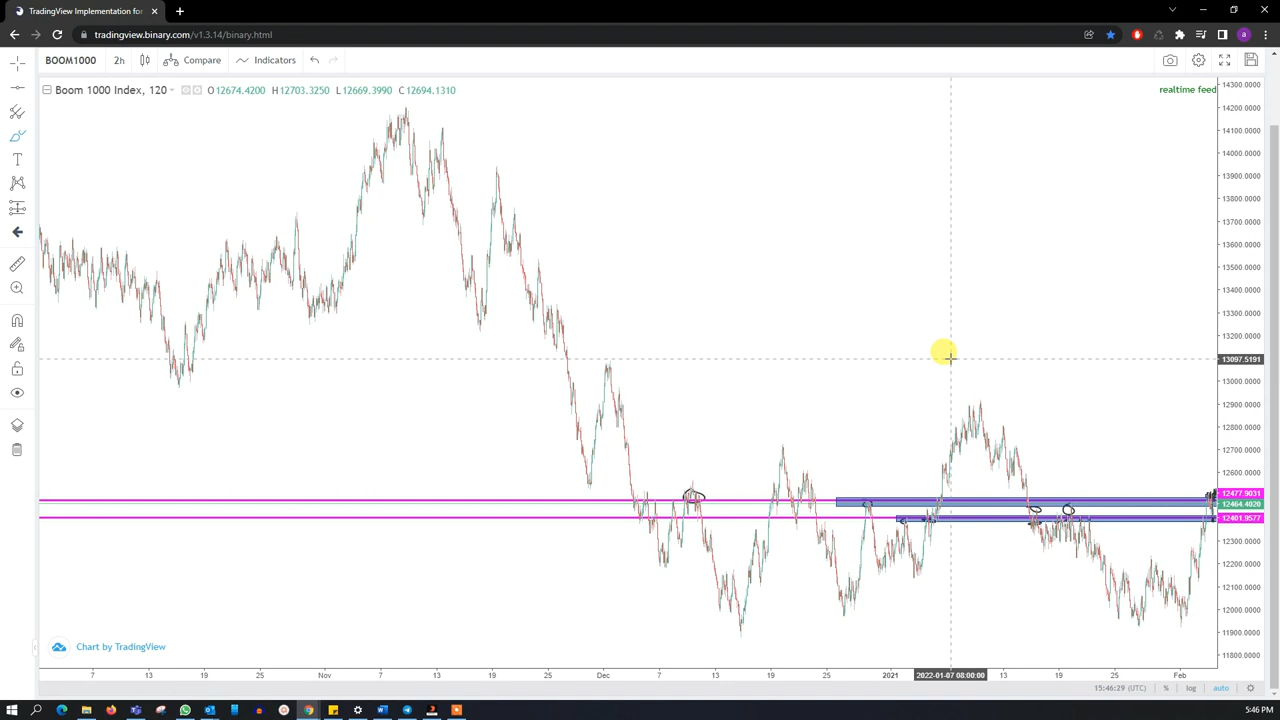 TradingView Implementation for
tradingview.binary.com/v1.3.14/binary.html
BOOM1000
2h
Compare
Indicators
Boom 1000 Index, 120
O12674.4200 H12703.3250 L12669.3990 C12694.1310
realtime feed
14300.0000
14200.0000
14100.0000
14000.0000
13900.0000
13800.0000
13700.0000
13600.0000
13500.0000
13400.0000
13300.0000
13200.0000
13097.5191
13000.0000
12900.0000
12800.0000
12700.0000
12600.0000
12477.9031
12464.4020
12401.9577
12300.0000
12200.0000
12100.0000
12000.0000
11900.0000
11800.0000
Chart by TradingView
7 13 19 25 Nov 7 13 19 25 Dec 7 13 19 25 2021 2022-01-07 08:00:00 13 19 25 Feb
15:46:29 (UTC) % log auto
5:46 PM